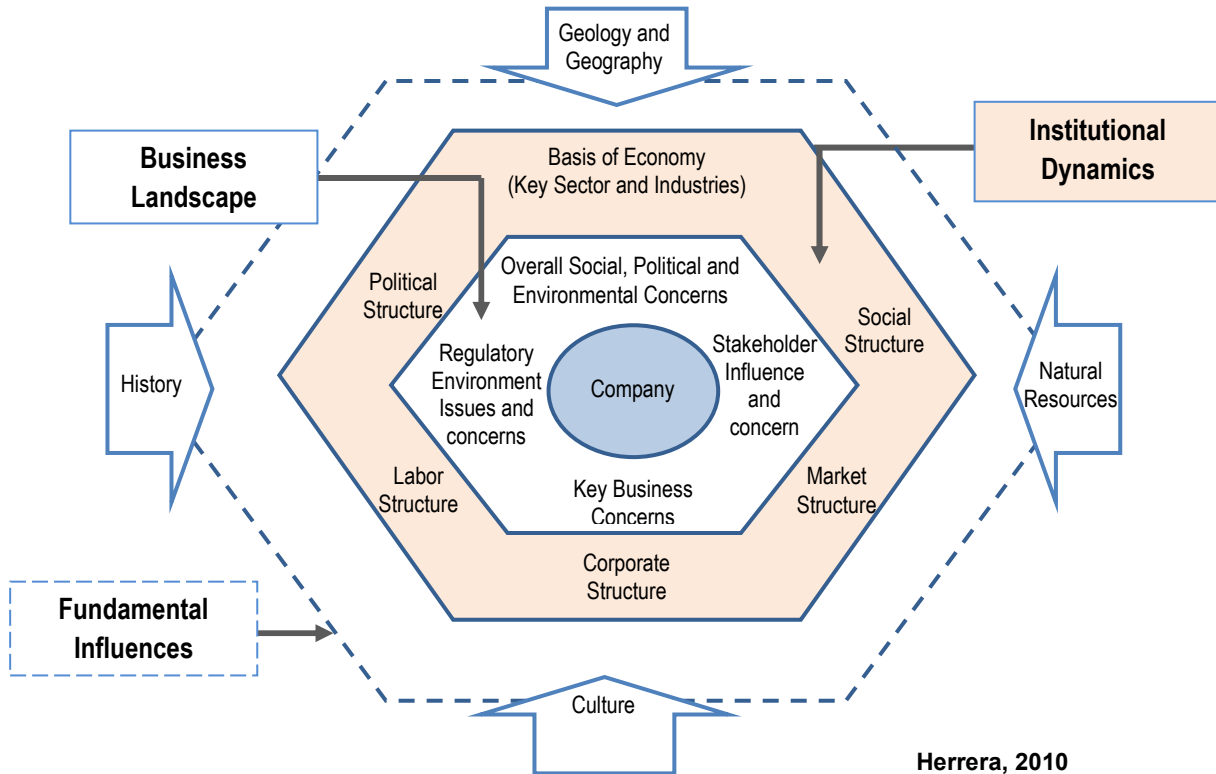 Geology and
Geography
Business
Landscape
Institutional
Dynamics
Basis of Economy
(Key Sector and Industries)
Political
Structure
Overall Social, Political and
Environmental Concerns
Social
Structure
History
Regulatory
Environment
Issues and
concerns
Company
Stakeholder
Influence
and
concern
Natural
Resources
Labor
Structure
Key Business
Concerns
Market
Structure
Corporate
Structure
Fundamental
Influences
Culture
Herrera, 2010